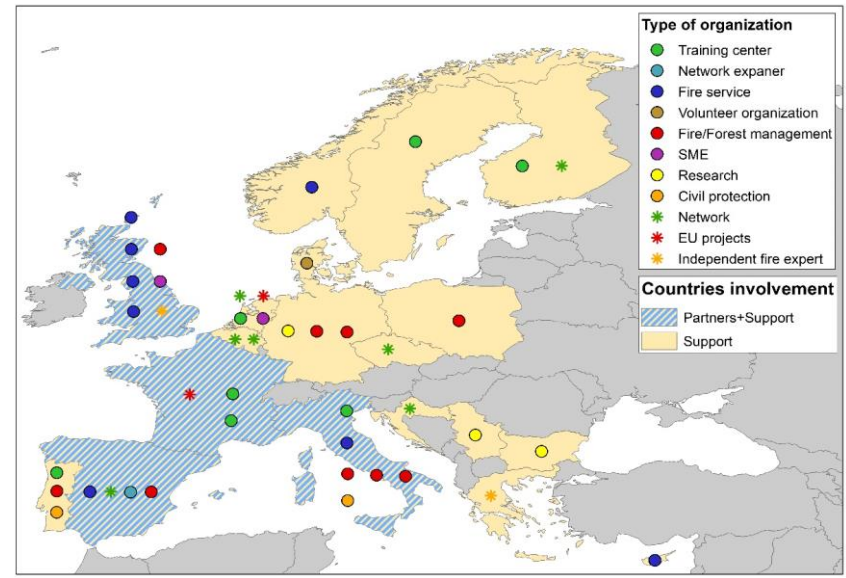 Type of organization
Training center
Network expaner
Fire service
Volunteer organization
Fire/Forest management
SME
Research
Civil protection
Network
EU projects
Independent fire expert
Countries involvement
Partners+Support
Support